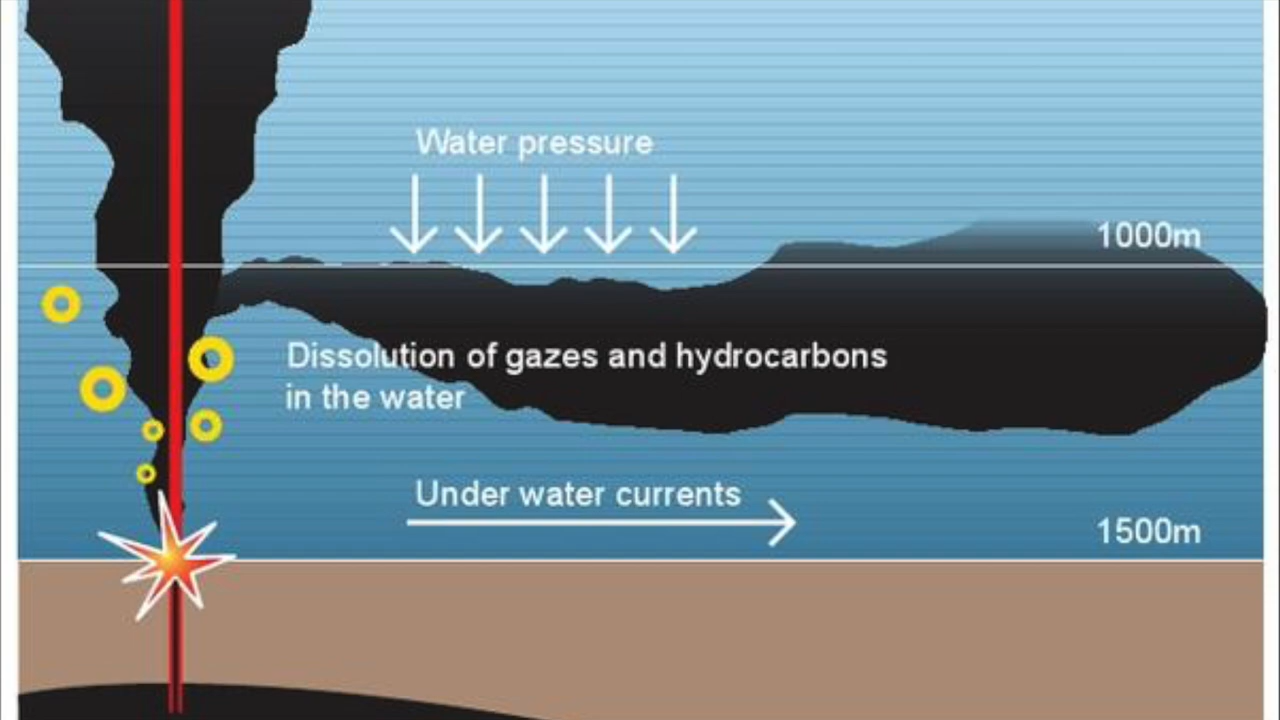 Water pressure
1000m
Dissolution of gazes and hydrocarbons
in the water
Under water currents
1500m